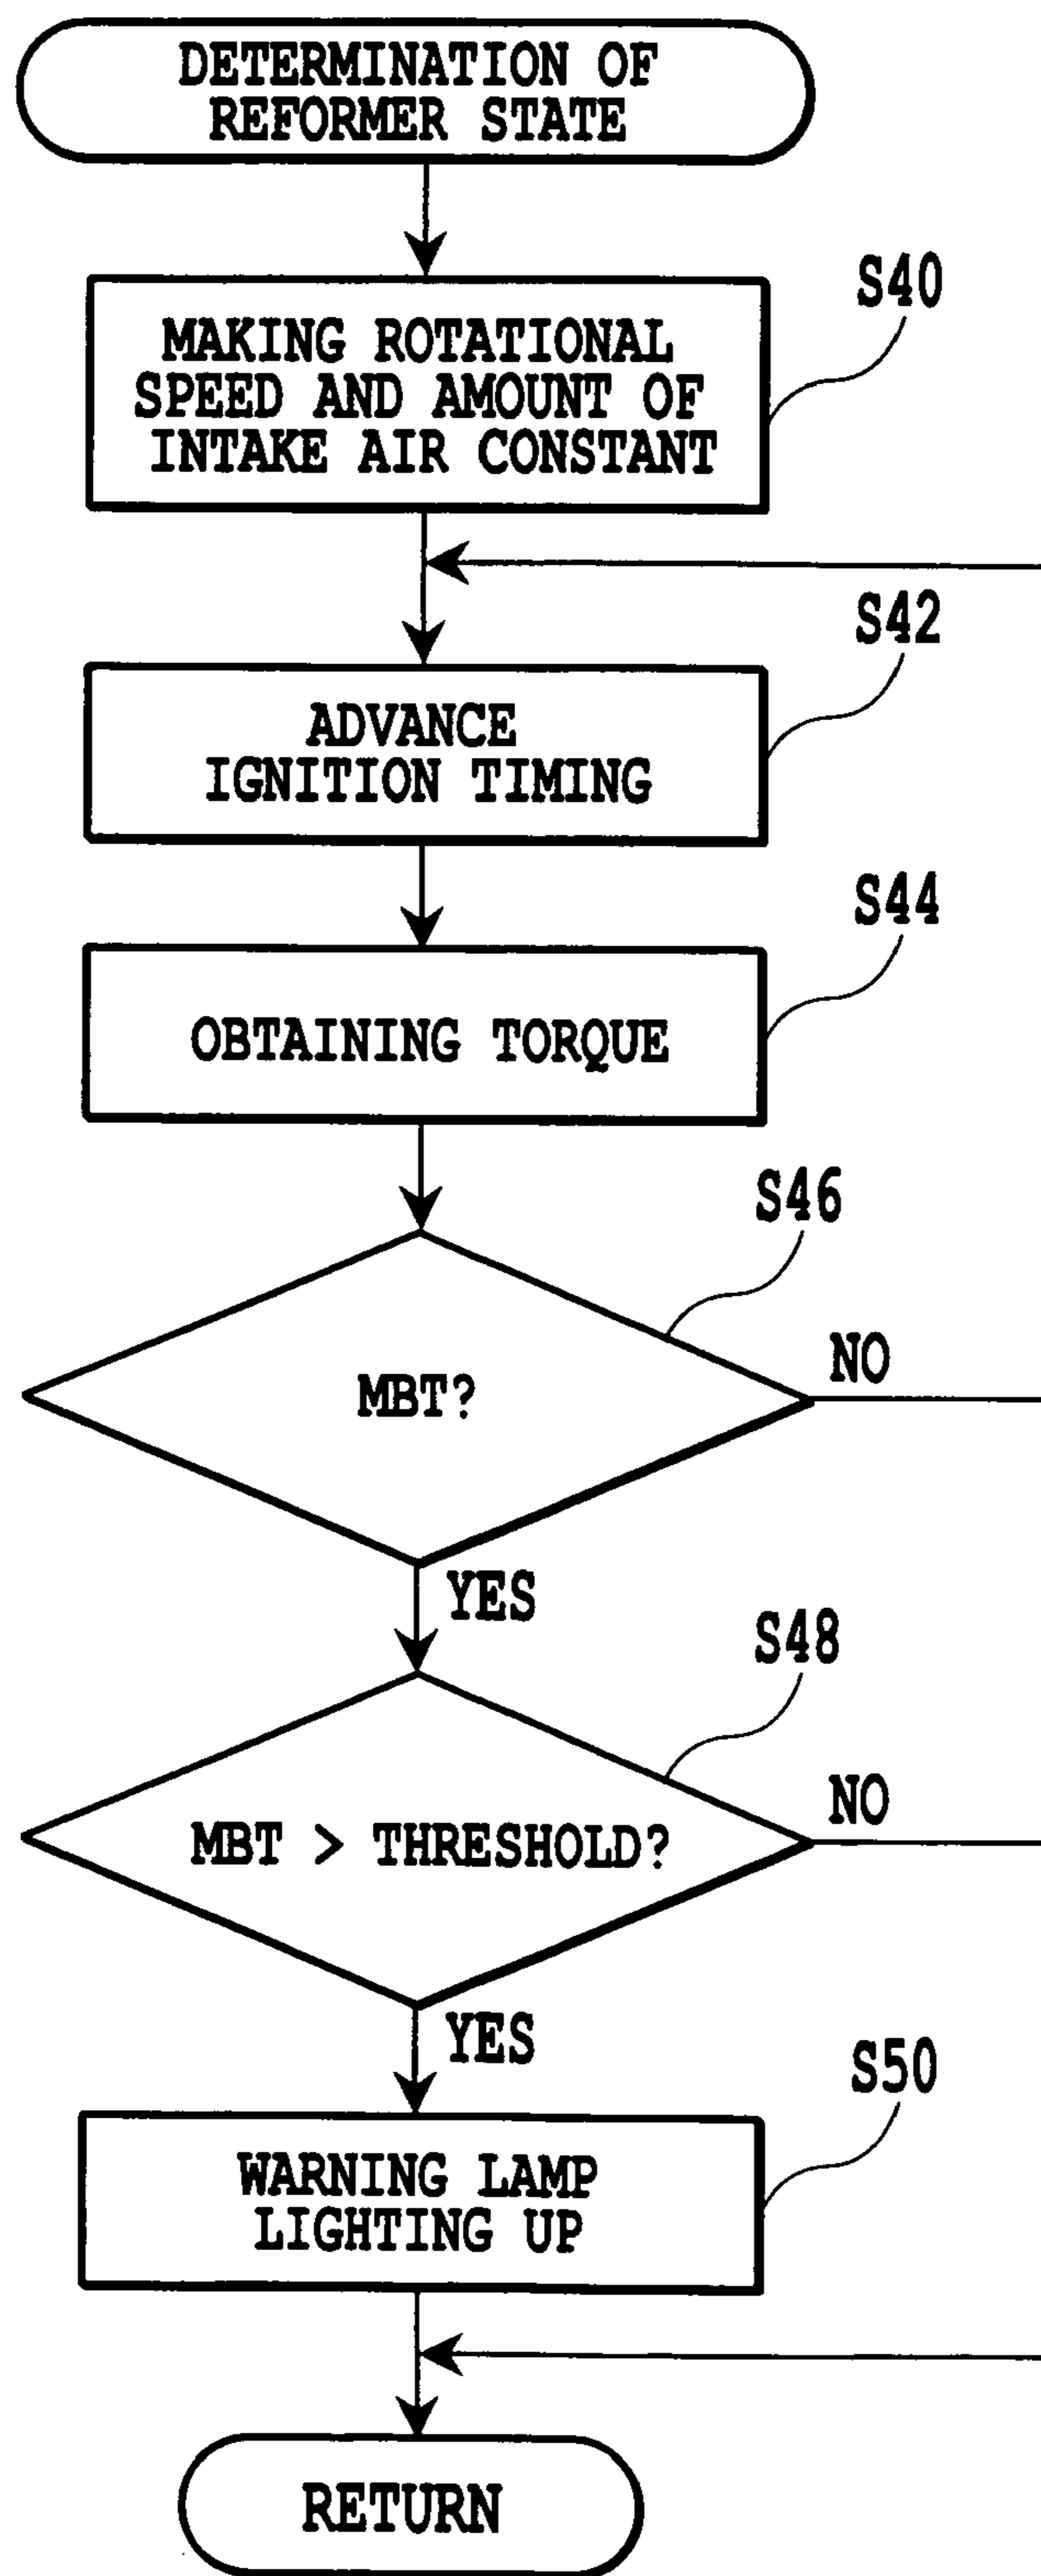 DETERMINATION OF
REFORMER STATE
S40
MAKING ROTATIONAL
SPEED AND AMOUNT OF
INTAKE AIR CONSTANT
S42
ADVANCE
IGNITION TIMING
S44
OBTAINING TORQUE
S46
MBT?
NO
YES
S48
MBT > THRESHOLD?
NO
YES
S50
WARNING LAMP
LIGHTING UP
RETURN